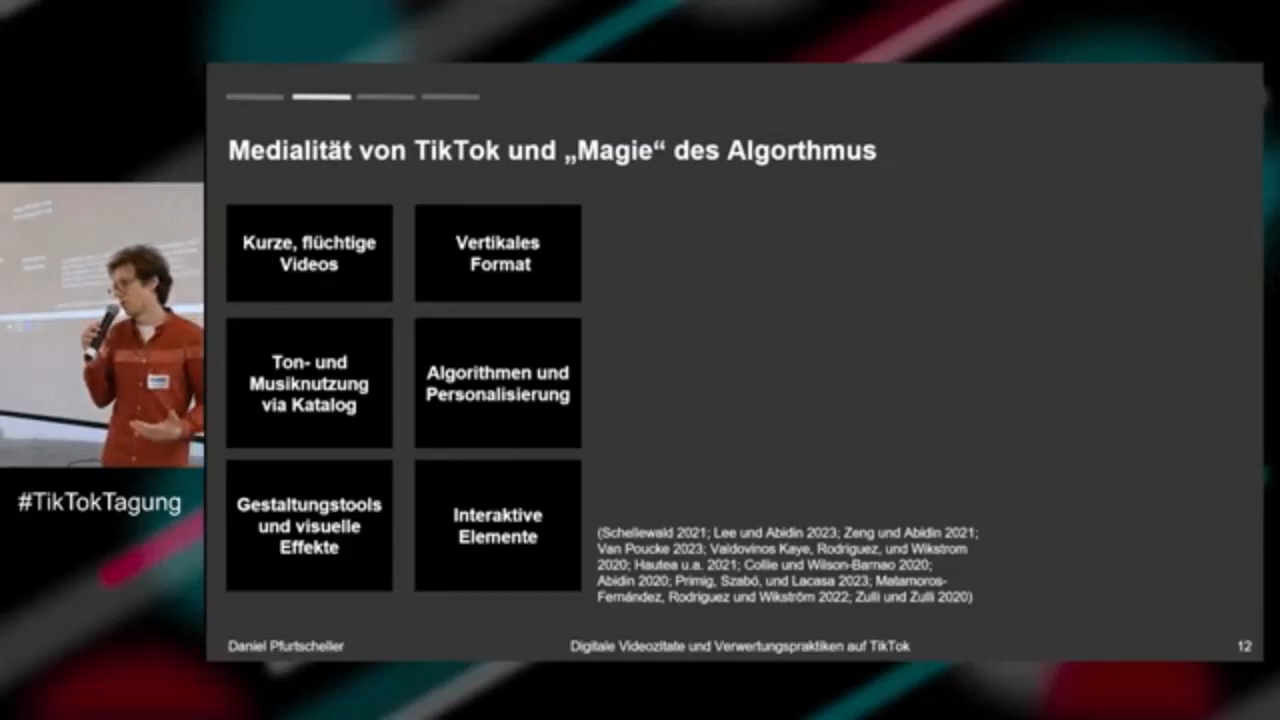 Medialität von TikTok und „Magie“ des Algorthmus
Kurze, flüchtige
Videos
Vertikales
Format
Ton- und
Musiknutzung
via Katalog
Algorithmen und
Personalisierung
Gestaltungstools
und visuelle
Effekte
Interaktive
Elemente
(Schellewald 2021; Lee und Abidin 2023; Zeng und Abidin 2021;
Van Poucke 2023; Valdovinos Kaye, Rodriguez, und Wikstrom
2020; Hautea u.a. 2021; Collie und Wilson-Barnao 2020;
Abidin 2020; Primig, Szabó, und Lacasa 2023; Matamoros-
Fernández, Rodriguez und Wikström 2022; Zulli und Zulli 2020)
Daniel Pfurtscheller
Digitale Videozitate und Verwertungspraktiken auf TikTok
12
#TikTokTagung